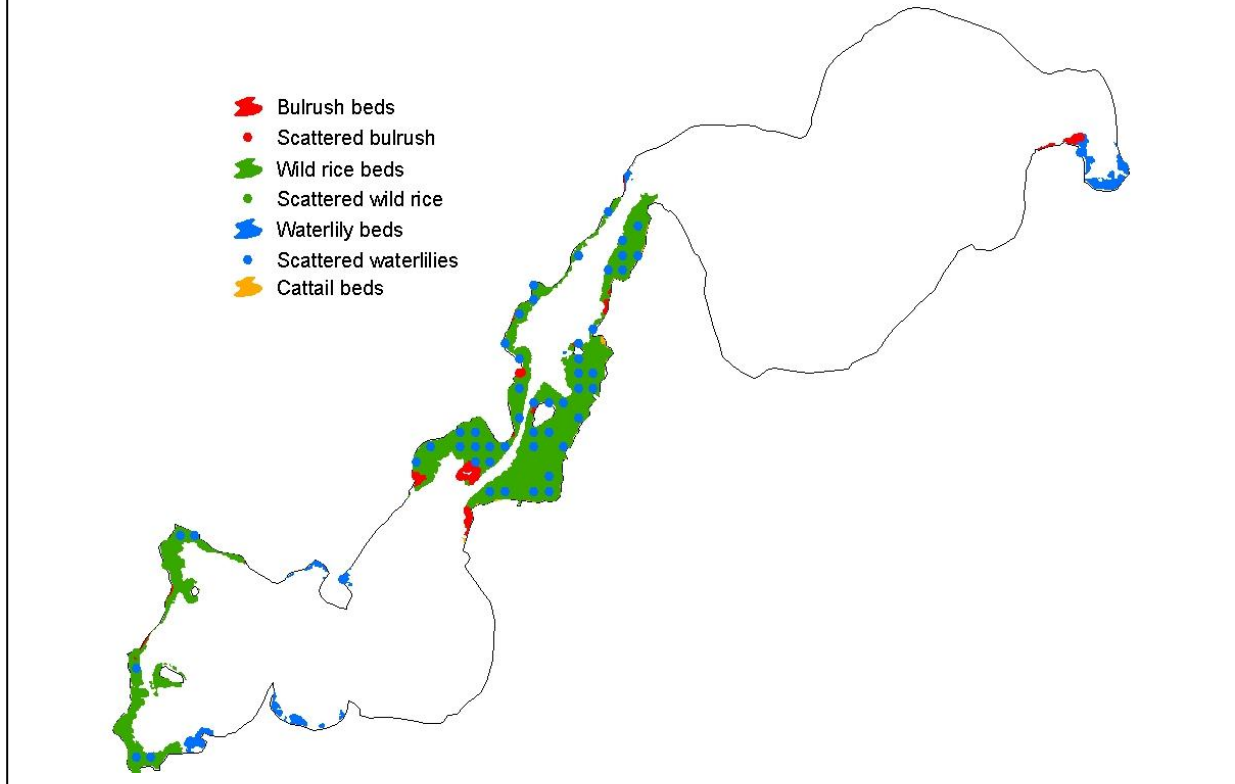 Bulrush beds
Scattered bulrush
Wild rice beds
Scattered wild rice
Waterlily beds
Scattered waterlilies
Cattail beds